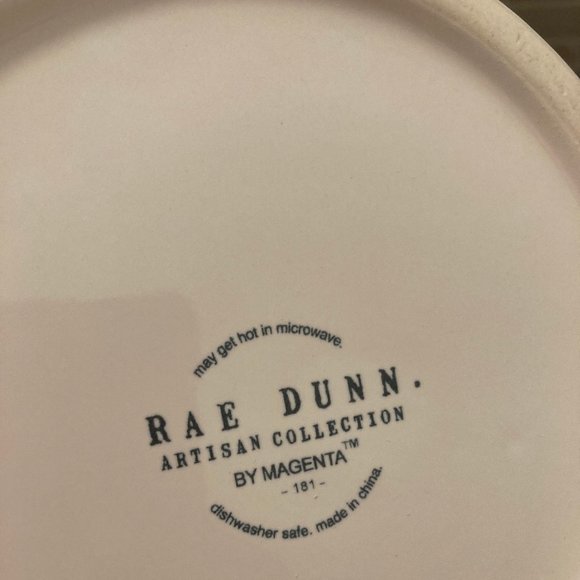 may get hot in microwave.
RAE DUNN.
ARTISAN COLLECTION
BY MAGENTA™
- 181 -
dishwasher safe. made in china.